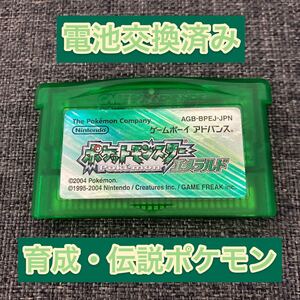 電池交換済み
The Pokémon Company
Nintendo
AGB-BPEJ-JPN
ゲームボーイ アドバンス®
ポケットモンスター
エメラルド
©2004 Pokémon.
©1995-2004 Nintendo / Creatures inc. / GAME FREAK inc.
育成・伝説ポケモン